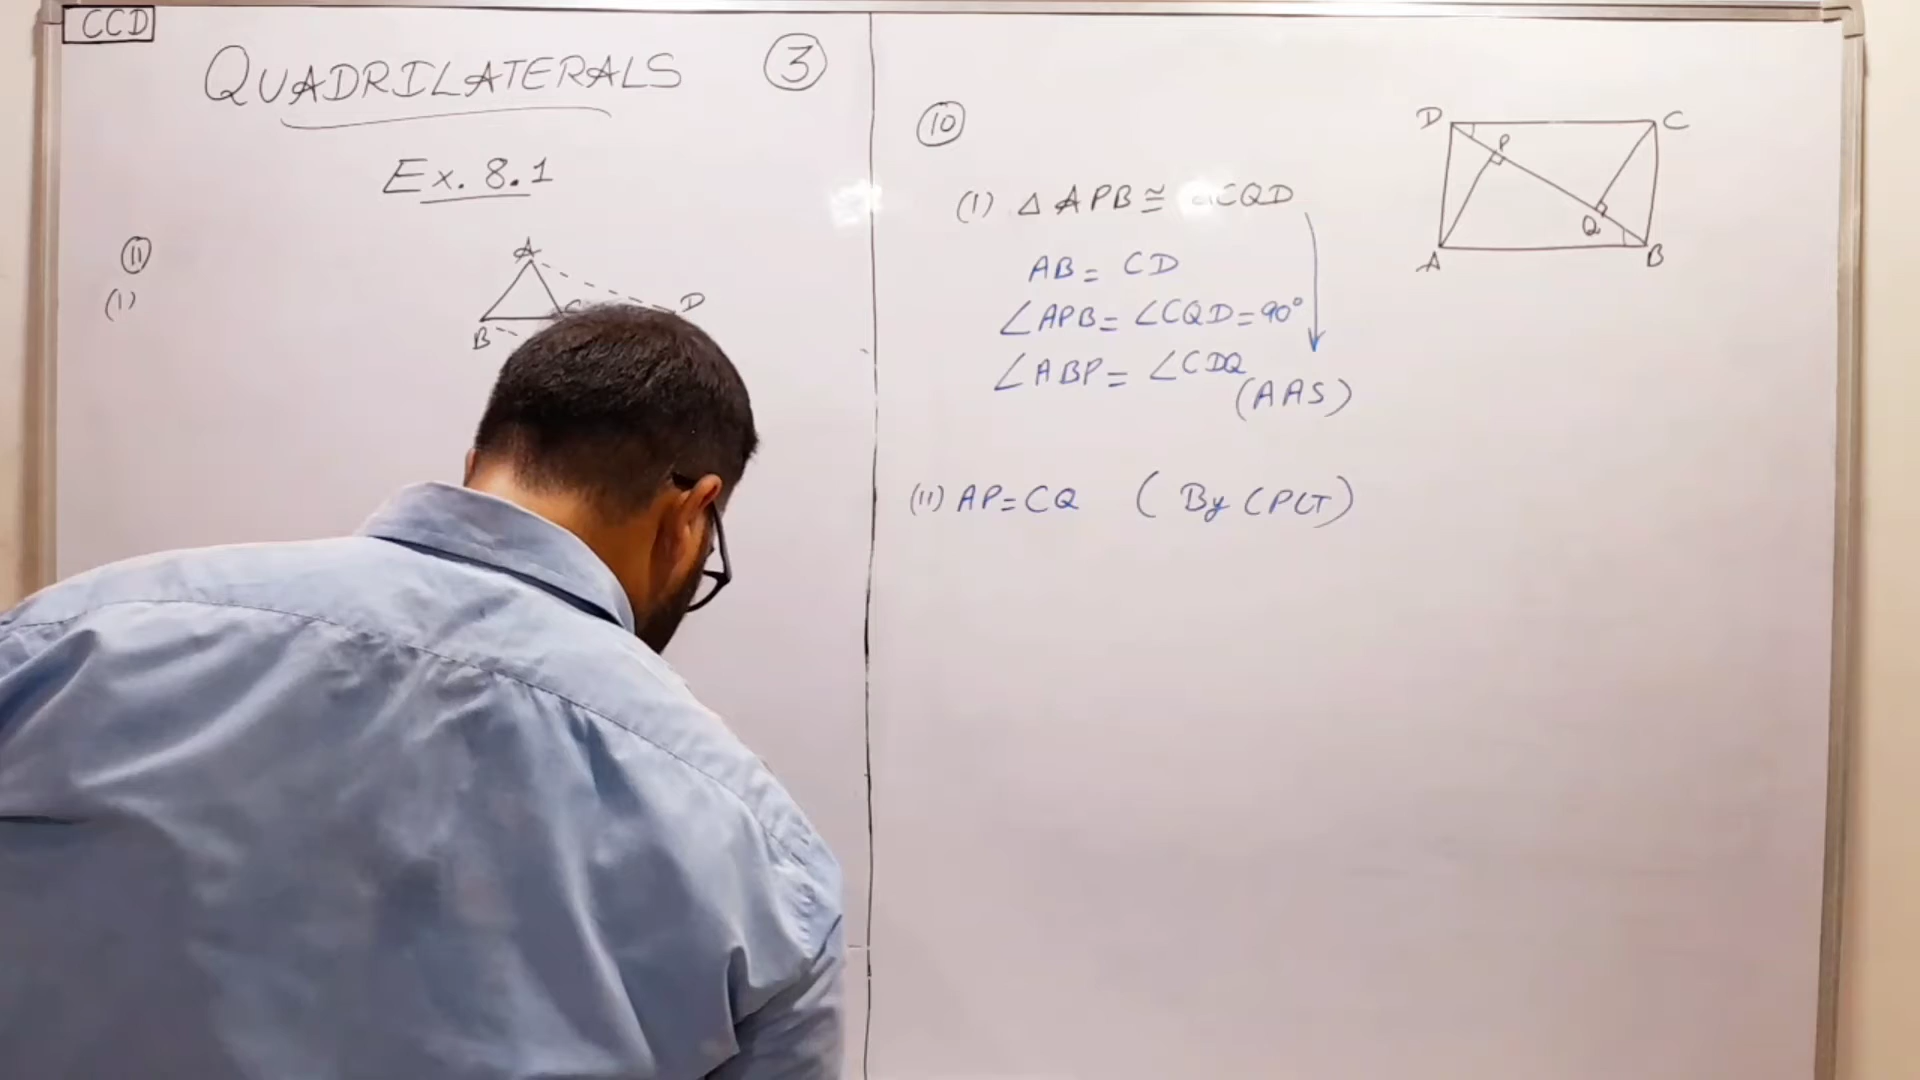 CCD
QUADRILATERALS
3
Ex. 8.1
11
(1)
A
B
C
D
10
(1) △ APB ≅ CQD
AB = CD
∠APB = ∠CQD = 90°
∠ABP = ∠CDQ
(AAS)
(11) AP = CQ ( By CPCT)
D
C
P
Q
A
B